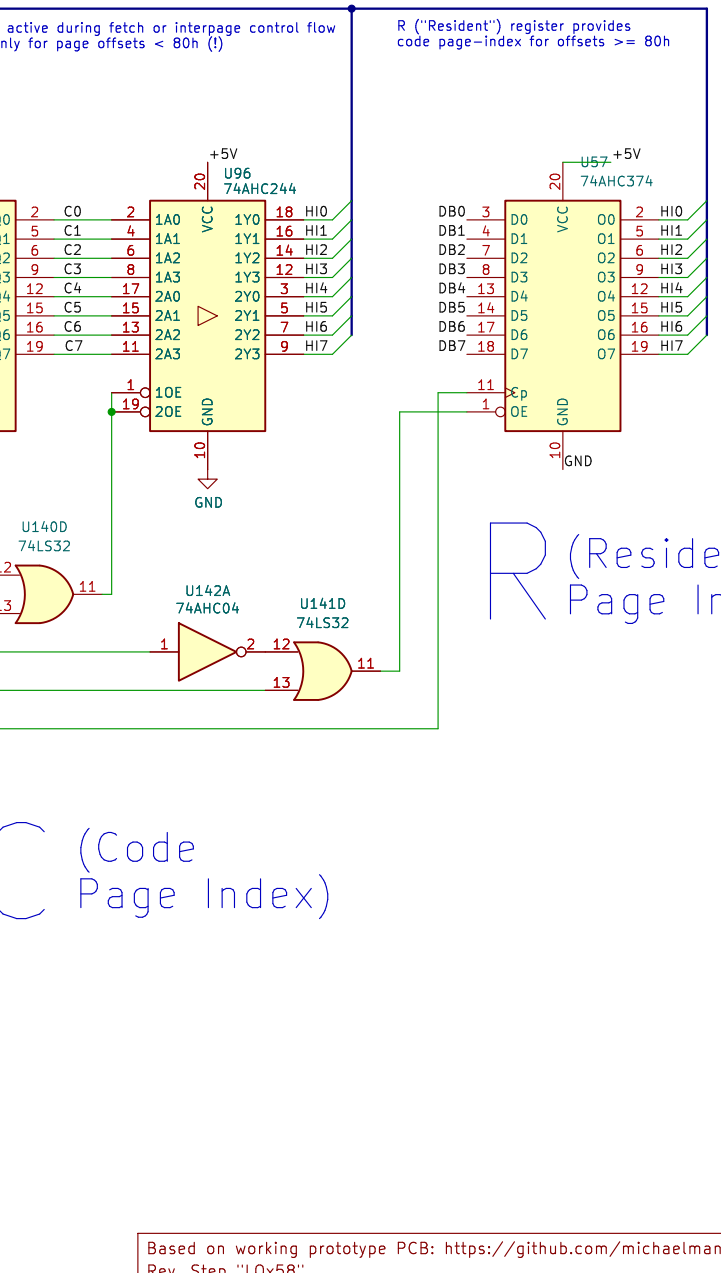 active during fetch or interpage control flow
nly for page offsets < 80h (!)
R ("Resident") register provides
code page-index for offsets >= 80h
+5V
U96
74AHC244
20
VCC
2 C0 2 1A0 1Y0 18 HI0
5 C1 4 1A1 1Y1 16 HI1
6 C2 6 1A2 1Y2 14 HI2
9 C3 8 1A3 1Y3 12 HI3
12 C4 17 2A0 2Y0 3 HI4
15 C5 15 2A1 2Y1 5 HI5
16 C6 13 2A2 2Y2 7 HI6
19 C7 11 2A3 2Y3 9 HI7
1 1OE
19 2OE
GND
10
GND
+5V
U57
74AHC374
20
VCC
DB0 3 D0 O0 2 HI0
DB1 4 D1 O1 5 HI1
DB2 7 D2 O2 6 HI2
DB3 8 D3 O3 9 HI3
DB4 13 D4 O4 12 HI4
DB5 14 D5 O5 15 HI5
DB6 17 D6 O6 16 HI6
DB7 18 D7 O7 19 HI7
11 Cp
1 OE
GND
10
GND
U140D
74LS32
12
13
11
U142A
74AHC04
1
2
U141D
74LS32
12
13
11
R (Reside
Page In
C (Code
Page Index)
Based on working prototype PCB: https://github.com/michaelman
Rev. Step "LOx58"